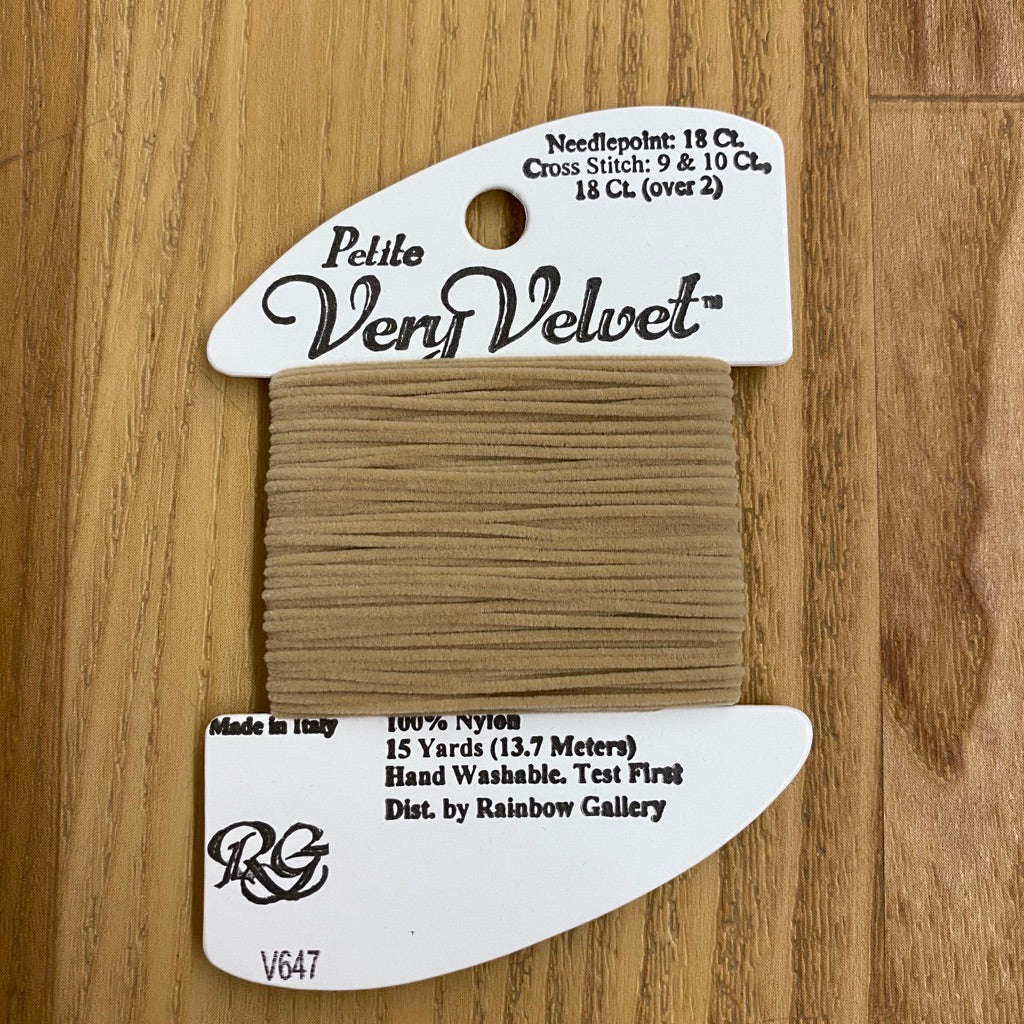 Needlepoint: 18 Ct.
Cross Stitch: 9 & 10 Ct.,
18 Ct. (over 2)
Petite
Very Velvet™
Made in Italy
100% Nylon
15 Yards (13.7 Meters)
Hand Washable. Test First
Dist. by Rainbow Gallery
RG
V647